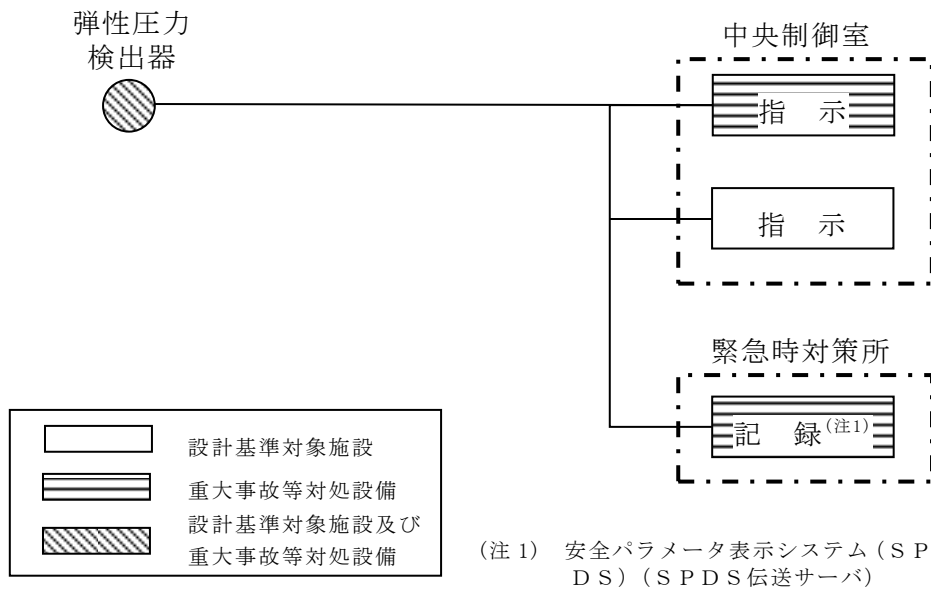 弾性圧力
検出器
中央制御室
指　示
指　示
緊急時対策所
記　録(注1)
設計基準対象施設
重大事故等対処設備
設計基準対象施設及び
重大事故等対処設備
(注 1)　安全パラメータ表示システム（ＳＰ
ＤＳ）（ＳＰＤＳ伝送サーバ）